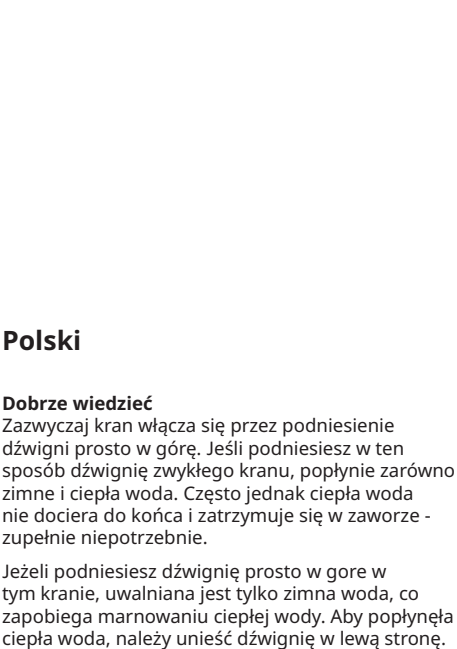 Polski
Dobrze wiedzieć
Zazwyczaj kran włącza się przez podniesienie
dźwigni prosto w górę. Jeśli podniesiesz w ten
sposób dźwignię zwykłego kranu, popłynie zarówno
zimne i ciepła woda. Często jednak ciepła woda
nie dociera do końca i zatrzymuje się w zaworze -
zupełnie niepotrzebnie.
Jeżeli podniesiesz dźwignię prosto w gore w
tym kranie, uwalniana jest tylko zimna woda, co
zapobiega marnowaniu ciepłej wody. Aby popłynęła
ciepła woda, należy unieść dźwignię w lewą stronę.